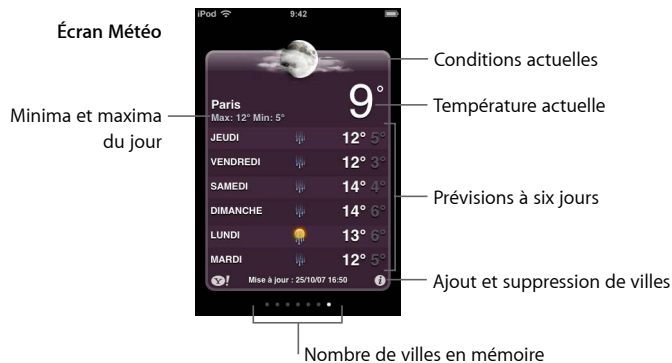 Écran Météo
iPod 9:42
Conditions actuelles
9°
Température actuelle
Paris
Max: 12° Min: 5°
Minima et maxima
du jour
JEUDI 12° 5°
VENDREDI 12° 3°
SAMEDI 14° 4°
DIMANCHE 14° 6°
LUNDI 13° 6°
MARDI 12° 5°
Prévisions à six jours
Y! Mise à jour : 25/10/07 16:50 i
Ajout et suppression de villes
Nombre de villes en mémoire